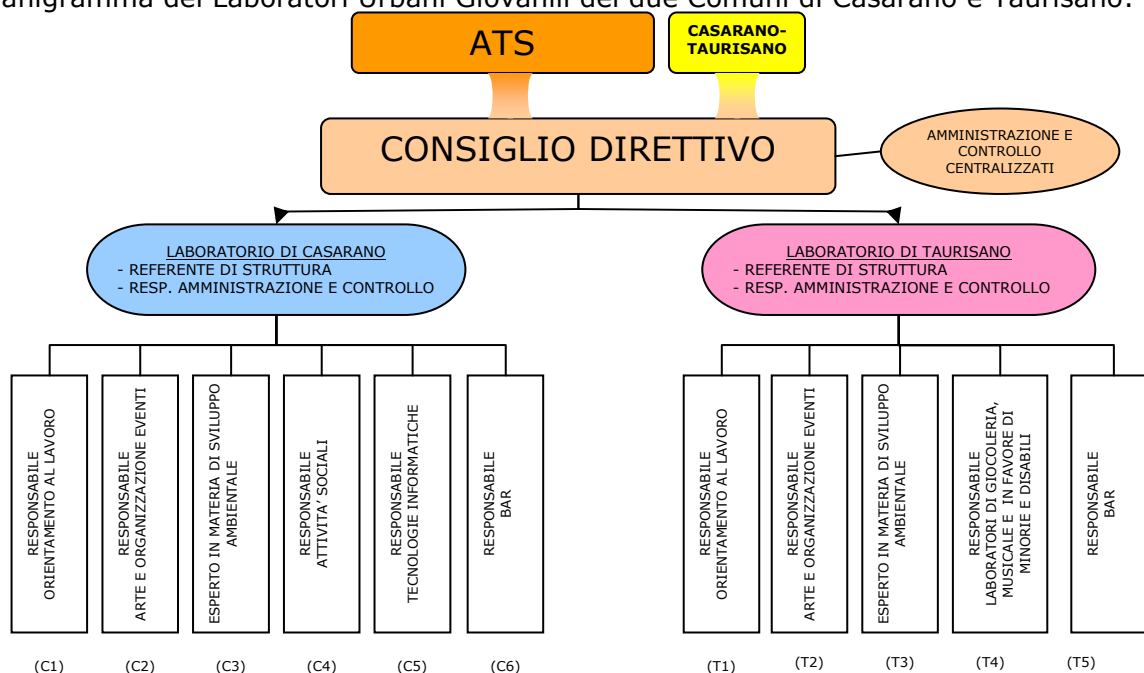 dei Laboratori Urbani Giovanili dei due Comuni di Casarano e Taurisano.
ATS
CASARANO-
TAURISANO
CONSIGLIO DIRETTIVO
AMMINISTRAZIONE E
CONTROLLO
CENTRALIZZATI
LABORATORIO DI CASARANO
- REFERENTE DI STRUTTURA
- RESP. AMMINISTRAZIONE E CONTROLLO
LABORATORIO DI TAURISANO
- REFERENTE DI STRUTTURA
- RESP. AMMINISTRAZIONE E CONTROLLO
RESPONSABILE
ORIENTAMENTO AL LAVORO
RESPONSABILE
ARTE E ORGANIZZAZIONE EVENTI
ESPERTO IN MATERIA DI SVILUPPO
AMBIENTALE
RESPONSABILE
ATTIVITA’ SOCIALI
RESPONSABILE
TECNOLOGIE INFORMATICHE
RESPONSABILE
BAR
RESPONSABILE
ORIENTAMENTO AL LAVORO
RESPONSABILE
ARTE E ORGANIZZAZIONE EVENTI
ESPERTO IN MATERIA DI SVILUPPO
AMBIENTALE
RESPONSABILE
LABORATORI DI GIOCOLERIA,
MUSICALE E  IN FAVORE DI
MINORIE E DISABILI
RESPONSABILE
BAR
(C1)
(C2)
(C3)
(C4)
(C5)
(C6)
(T1)
(T2)
(T3)
(T4)
(T5)